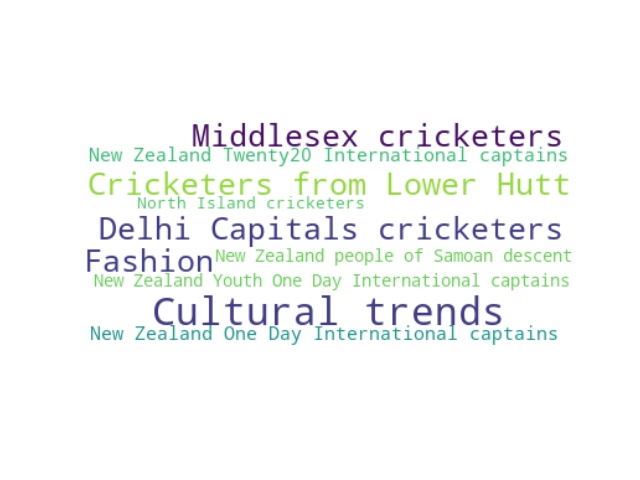 Middlesex cricketers
New Zealand Twenty20 International captains
Cricketers from Lower Hutt
North Island cricketers
Delhi Capitals cricketers
Fashion
New Zealand people of Samoan descent
New Zealand Youth One Day International captains
Cultural trends
New Zealand One Day International captains